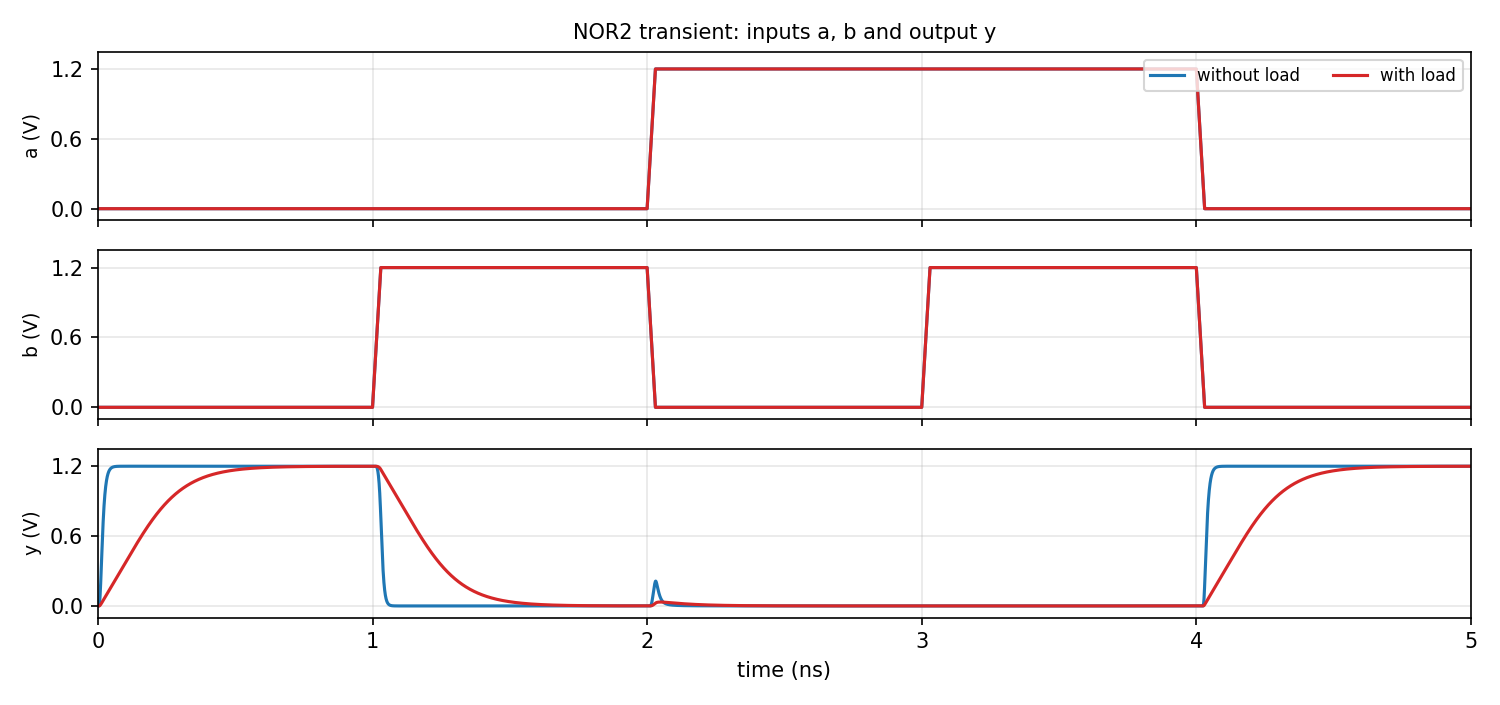 NOR2 transient: inputs a, b and output y
without load
with load
a (V)
1.2
0.6
0.0
b (V)
1.2
0.6
0.0
y (V)
1.2
0.6
0.0
0 1 2 3 4 5
time (ns)